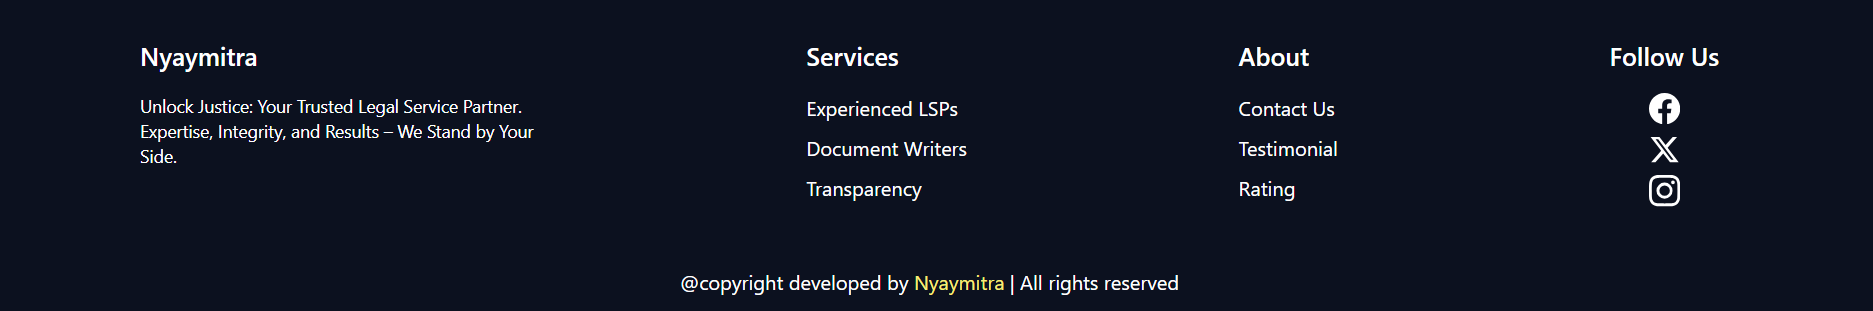 Nyaymitra
Unlock Justice: Your Trusted Legal Service Partner.
Expertise, Integrity, and Results – We Stand by Your
Side.
Services
Experienced LSPs
Document Writers
Transparency
About
Contact Us
Testimonial
Rating
Follow Us
@copyright developed by Nyaymitra | All rights reserved